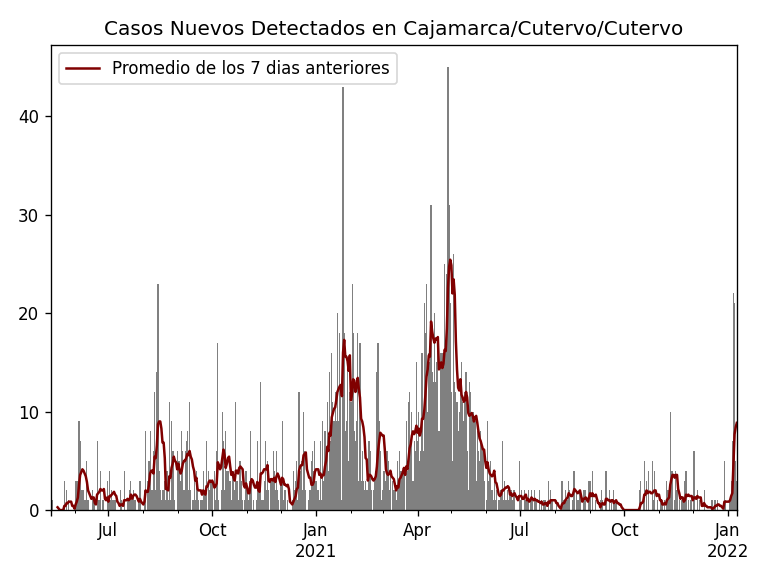 Casos Nuevos Detectados en Cajamarca/Cutervo/Cutervo
Promedio de los 7 dias anteriores
40
30
20
10
0
Jul
Oct
Jan
2021
Apr
Jul
Oct
Jan
2022